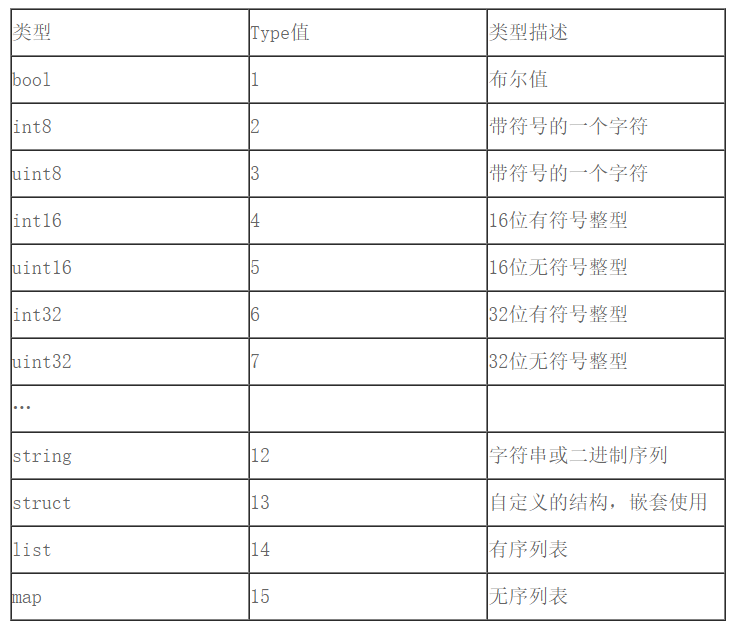 类型 Type值 类型描述
bool 1 布尔值
int8 2 带符号的一个字符
uint8 3 带符号的一个字符
int16 4 16位有符号整型
uint16 5 16位无符号整型
int32 6 32位有符号整型
uint32 7 32位无符号整型
…
string 12 字符串或二进制序列
struct 13 自定义的结构，嵌套使用
list 14 有序列表
map 15 无序列表